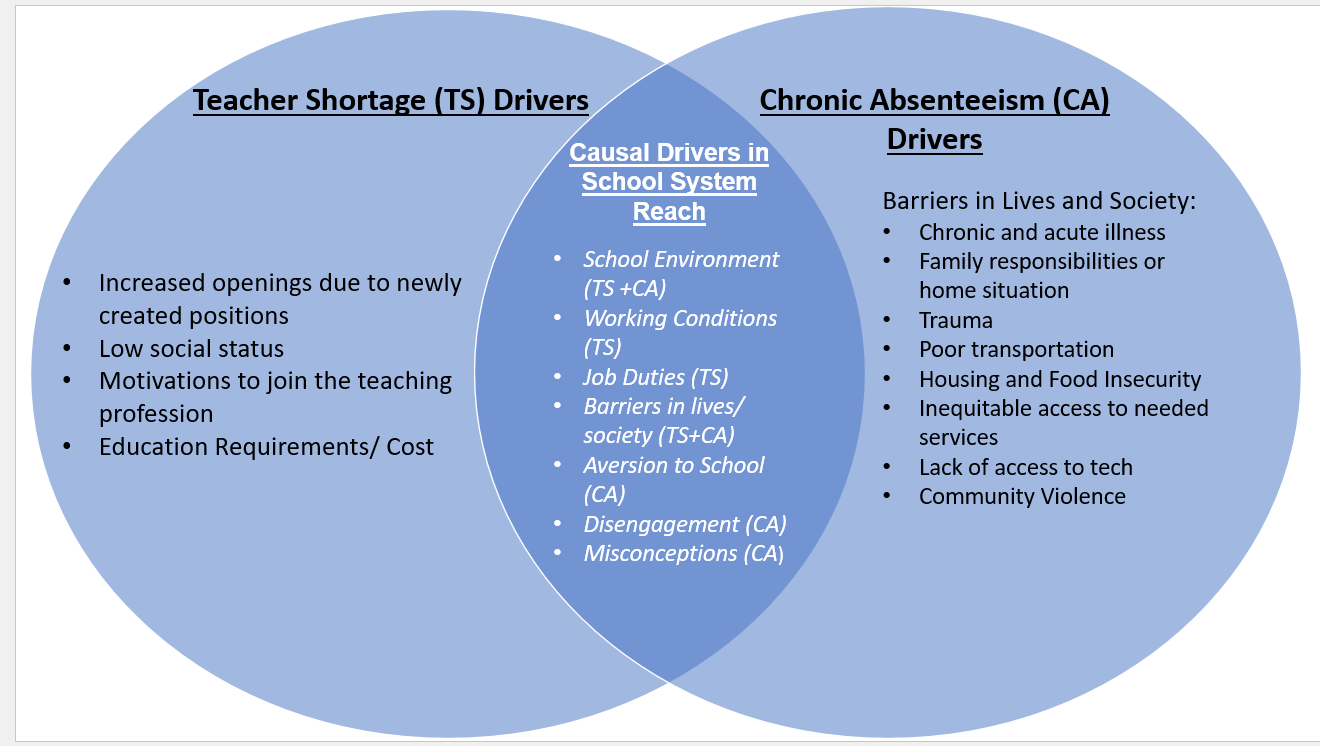 Teacher Shortage (TS) Drivers
• Increased openings due to newly
created positions
• Low social status
• Motivations to join the teaching
profession
• Education Requirements/ Cost
Causal Drivers in
School System
Reach
• School Environment
(TS +CA)
• Working Conditions
(TS)
• Job Duties (TS)
• Barriers in lives/
society (TS+CA)
• Aversion to School
(CA)
• Disengagement (CA)
• Misconceptions (CA)
Chronic Absenteeism (CA)
Drivers
Barriers in Lives and Society:
• Chronic and acute illness
• Family responsibilities or
home situation
• Trauma
• Poor transportation
• Housing and Food Insecurity
• Inequitable access to needed
services
• Lack of access to tech
• Community Violence